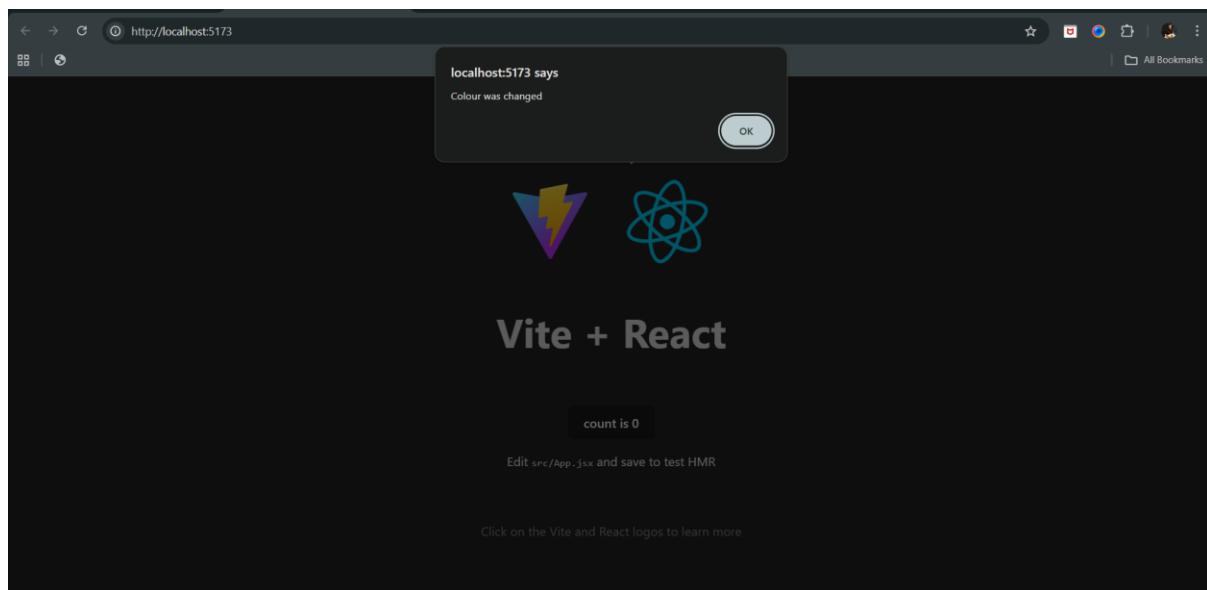 http://localhost:5173
All Bookmarks
localhost:5173 says
Colour was changed
OK
Vite + React
count is 0
Edit src/App.jsx and save to test HMR
Click on the Vite and React logos to learn more